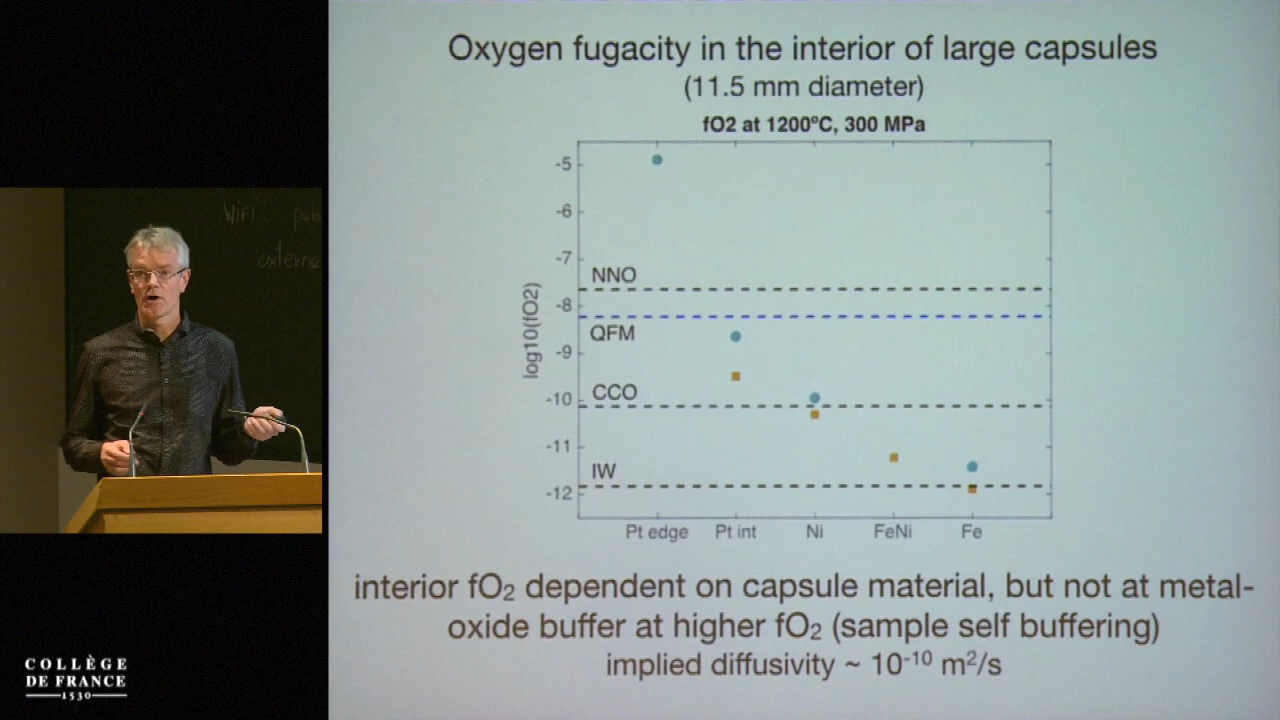 Oxygen fugacity in the interior of large capsules
(11.5 mm diameter)
fO2 at 1200ºC, 300 MPa
-5
-6
-7
NNO
-8
QFM
-9
CCO
-10
-11
IW
-12
log10(fO2)
Pt edge Pt int Ni FeNi Fe
interior fO₂ dependent on capsule material, but not at metal-
oxide buffer at higher fO₂ (sample self buffering)
implied diffusivity ~ 10⁻¹⁰ m²/s
WiFi :
COLLÈGE
DE FRANCE
1530